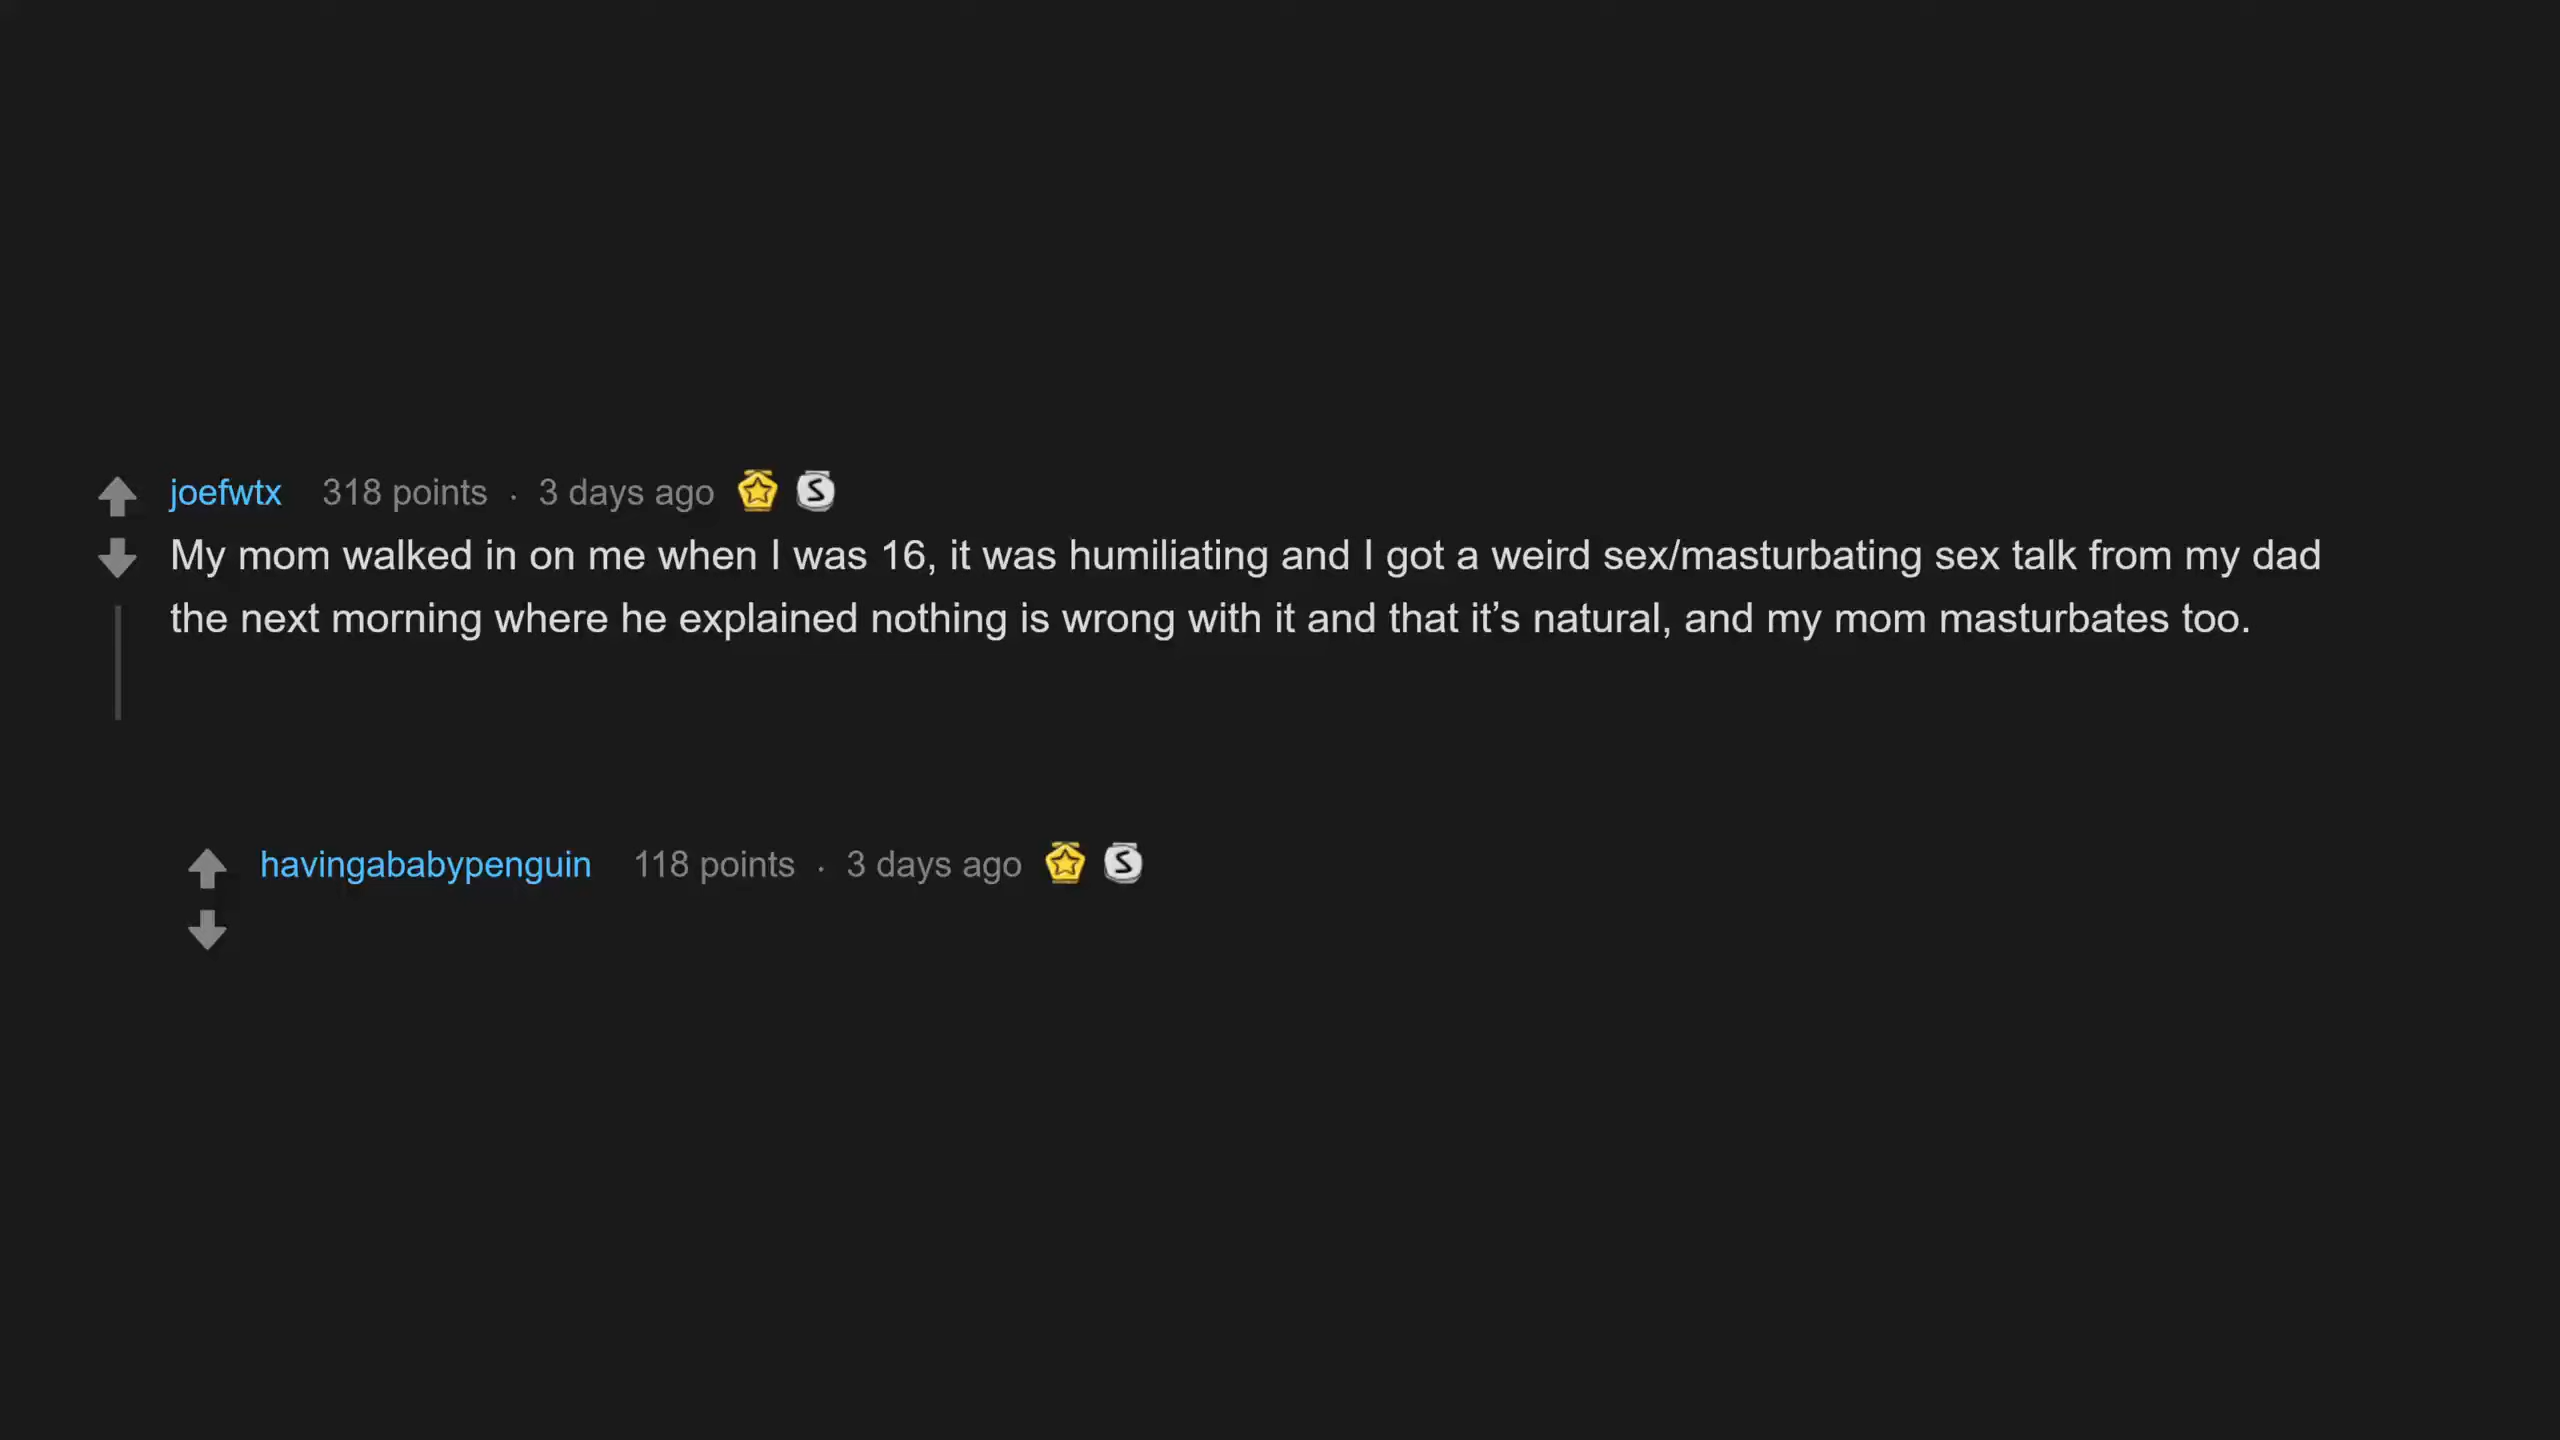 joefwtx 318 points · 3 days ago S
My mom walked in on me when I was 16, it was humiliating and I got a weird sex/masturbating sex talk from my dad
the next morning where he explained nothing is wrong with it and that it’s natural, and my mom masturbates too.
havingababypenguin 118 points · 3 days ago S